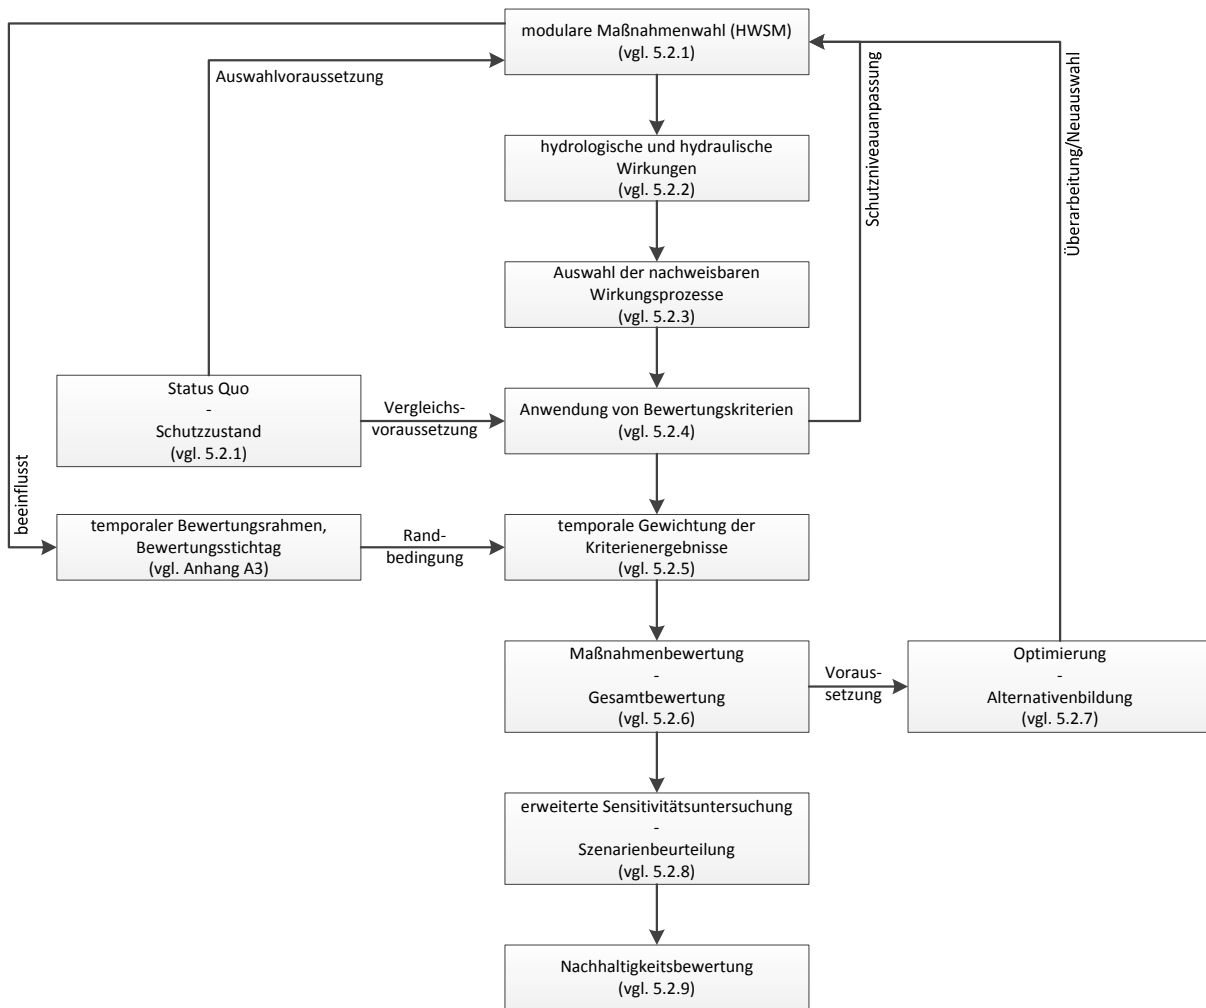 modulare Maßnahmenwahl (HWSM)
(vgl. 5.2.1)
Auswahlvoraussetzung
Schutzniveauanpassung
Überarbeitung/Neuauswahl
hydrologische und hydraulische
Wirkungen
(vgl. 5.2.2)
Auswahl der nachweisbaren
Wirkungsprozesse
(vgl. 5.2.3)
Status Quo
-
Schutzzustand
(vgl. 5.2.1)
Vergleichs-
voraussetzung
Anwendung von Bewertungskriterien
(vgl. 5.2.4)
beeinflusst
temporaler Bewertungsrahmen,
Bewertungsstichtag
(vgl. Anhang A3)
Rand-
bedingung
temporale Gewichtung der
Kriterienergebnisse
(vgl. 5.2.5)
Maßnahmenbewertung
-
Gesamtbewertung
(vgl. 5.2.6)
Voraus-
setzung
Optimierung
-
Alternativenbildung
(vgl. 5.2.7)
erweiterte Sensitivitätsuntersuchung
-
Szenarienbeurteilung
(vgl. 5.2.8)
Nachhaltigkeitsbewertung
(vgl. 5.2.9)